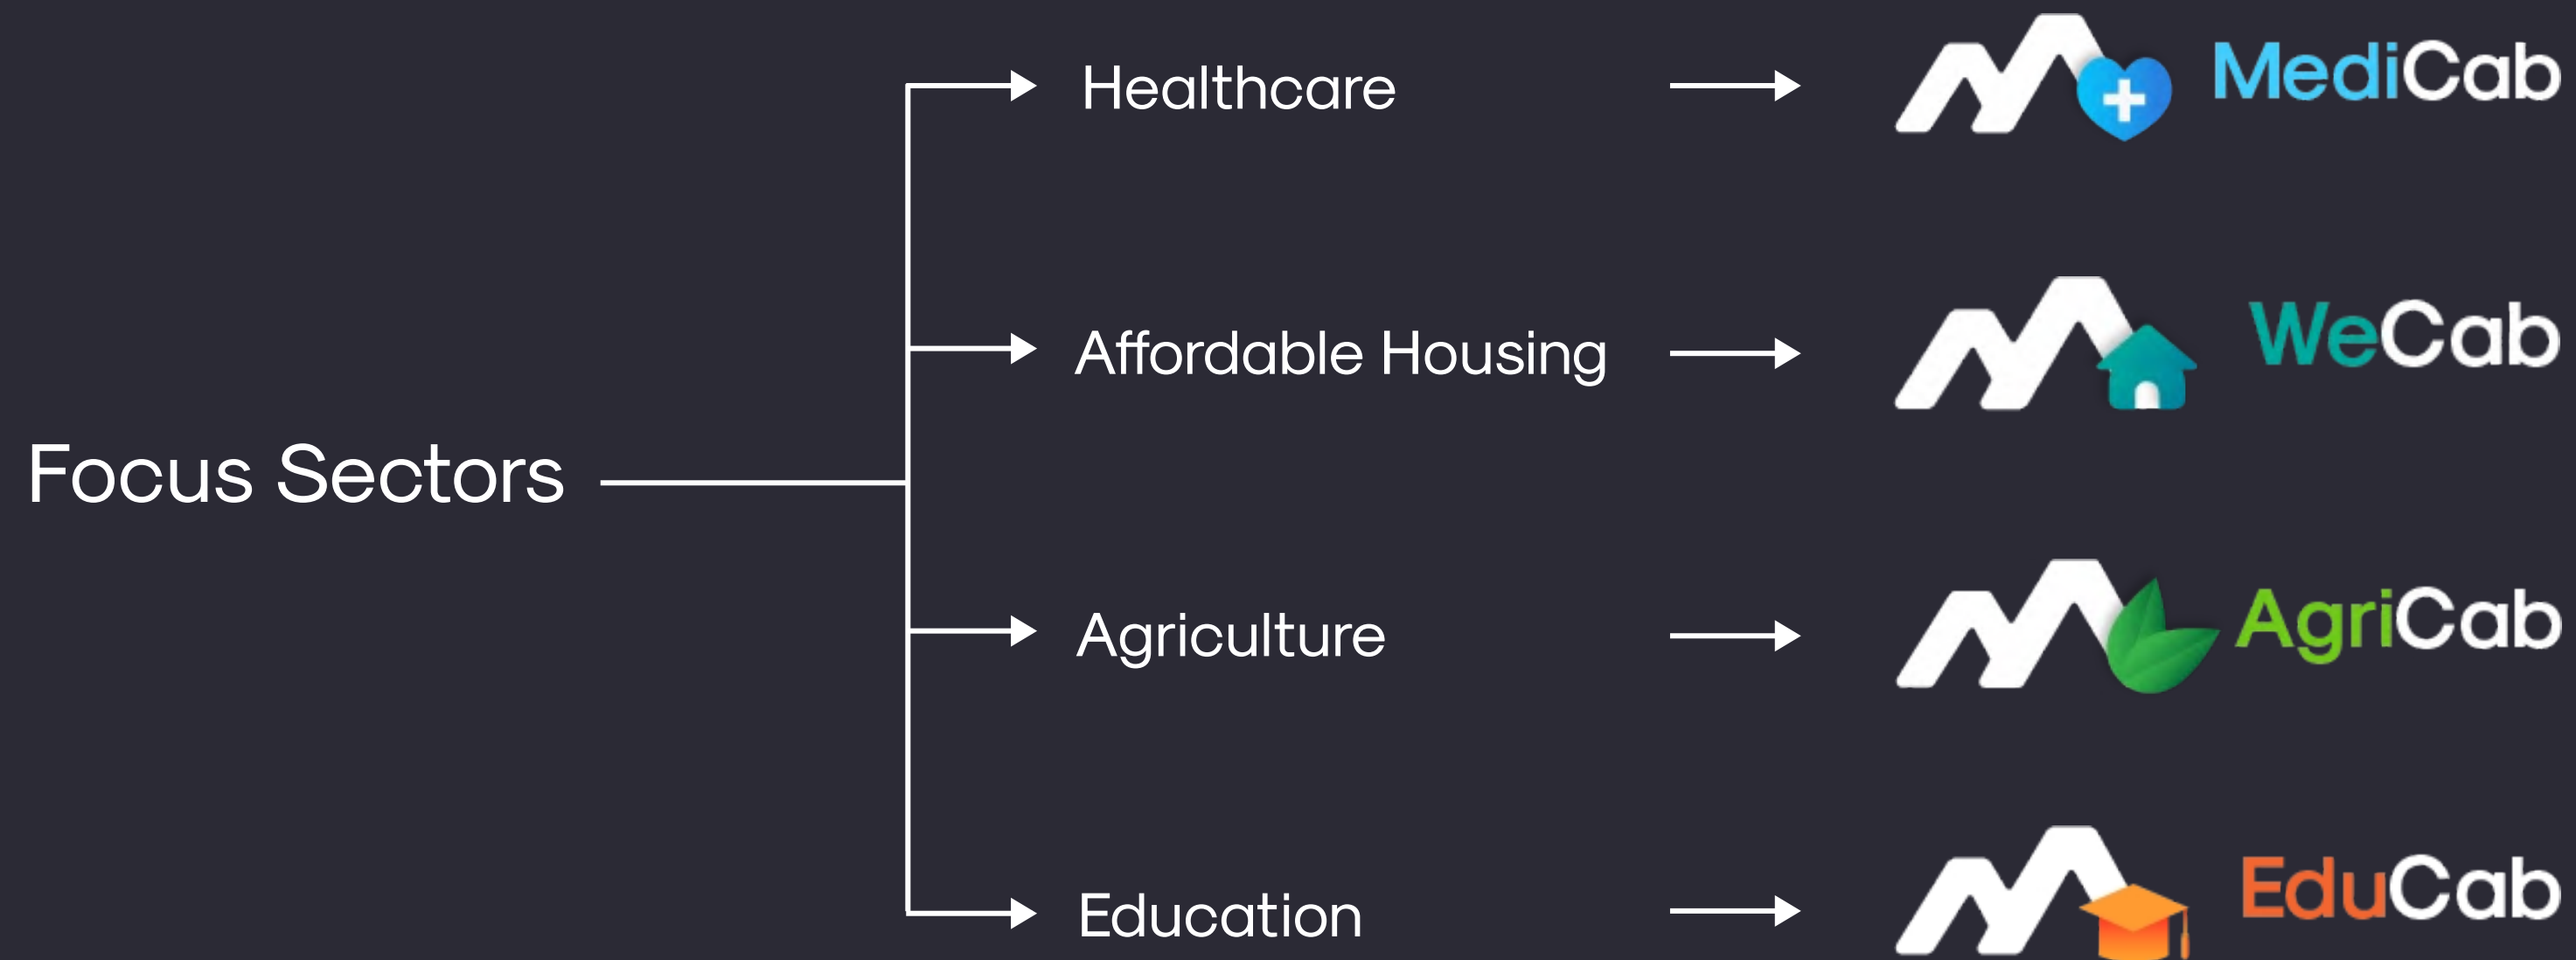 Focus Sectors
Healthcare
MediCab
Affordable Housing
WeCab
Agriculture
AgriCab
Education
EduCab